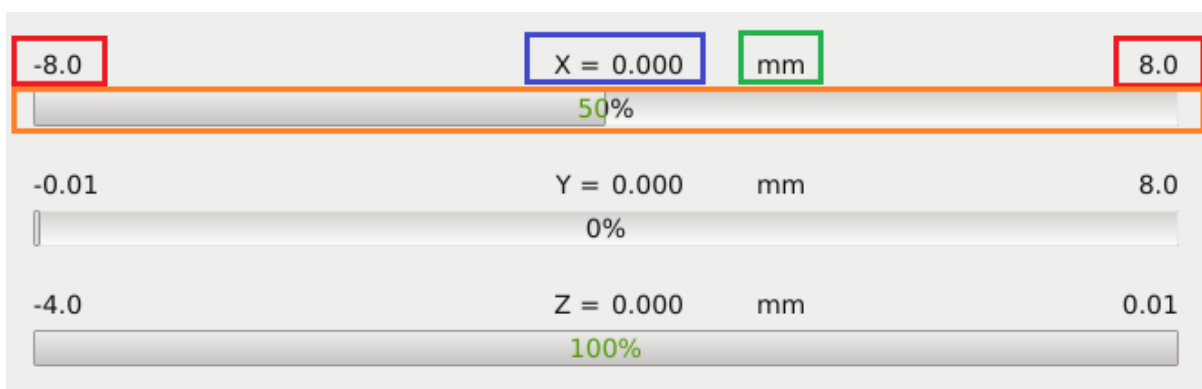 -8.0 X = 0.000 mm 8.0
50%
-0.01 Y = 0.000 mm 8.0
0%
-4.0 Z = 0.000 mm 0.01
100%